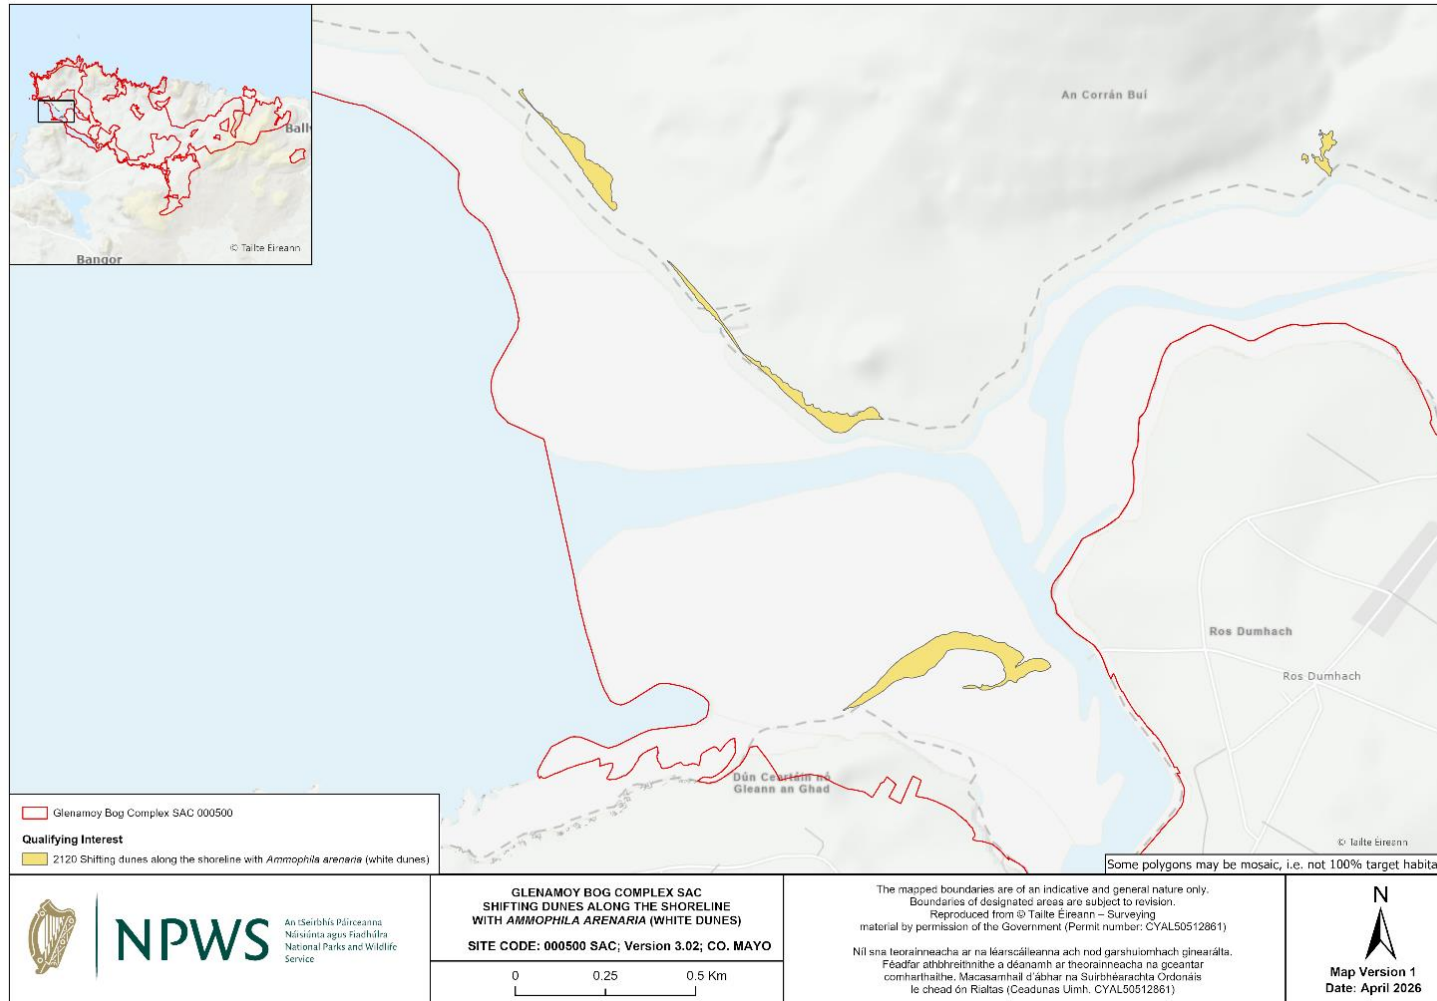 An Corrán Buí
Ball
© Tailte Éireann
Bangor
Ros Dumhach
Ros Dumhach
Dún Ceartáin nó
Gleann an Ghad
© Tailte Éireann
Glenamoy Bog Complex SAC 000500
Qualifying Interest
2120 Shifting dunes along the shoreline with Ammophila arenaria (white dunes)
Some polygons may be mosaic, i.e. not 100% target habita
NPWS
An tSeirbhís Páirceanna
Náisiúnta agus Fiadhúlra
National Parks and Wildlife
Service
GLENAMOY BOG COMPLEX SAC
SHIFTING DUNES ALONG THE SHORELINE
WITH AMMOPHILA ARENARIA (WHITE DUNES)
SITE CODE: 000500 SAC; Version 3.02; CO. MAYO
0 0.25 0.5 Km
The mapped boundaries are of an indicative and general nature only.
Boundaries of designated areas are subject to revision.
Reproduced from © Tailte Éireann – Surveying
material by permission of the Government (Permit number: CYAL50512861)
Níl sna teorainneacha ar na léarscáileanna ach nod garshuiomhach ginearálta.
Féadfar athbhreithnithe a déanamh ar theorainneacha na gceantar
comharthaithe. Macasamhail d'ábhar na Suirbhéarachta Ordonáis
le chead ón Rialtas (Ceadunas Uimh. CYAL50512861)
N
Map Version 1
Date: April 2026